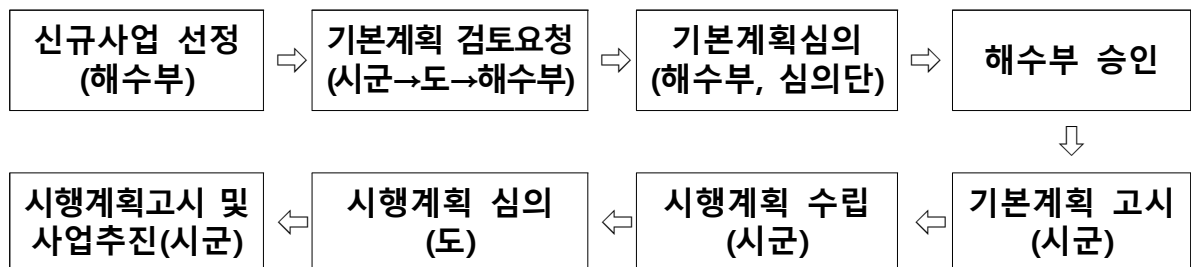 신규사업 선정
(해수부)
기본계획 검토요청
(시군→도→해수부)
기본계획심의
(해수부, 심의단)
해수부 승인
기본계획 고시
(시군)
시행계획 수립
(시군)
시행계획 심의
(도)
시행계획고시 및
사업추진(시군)